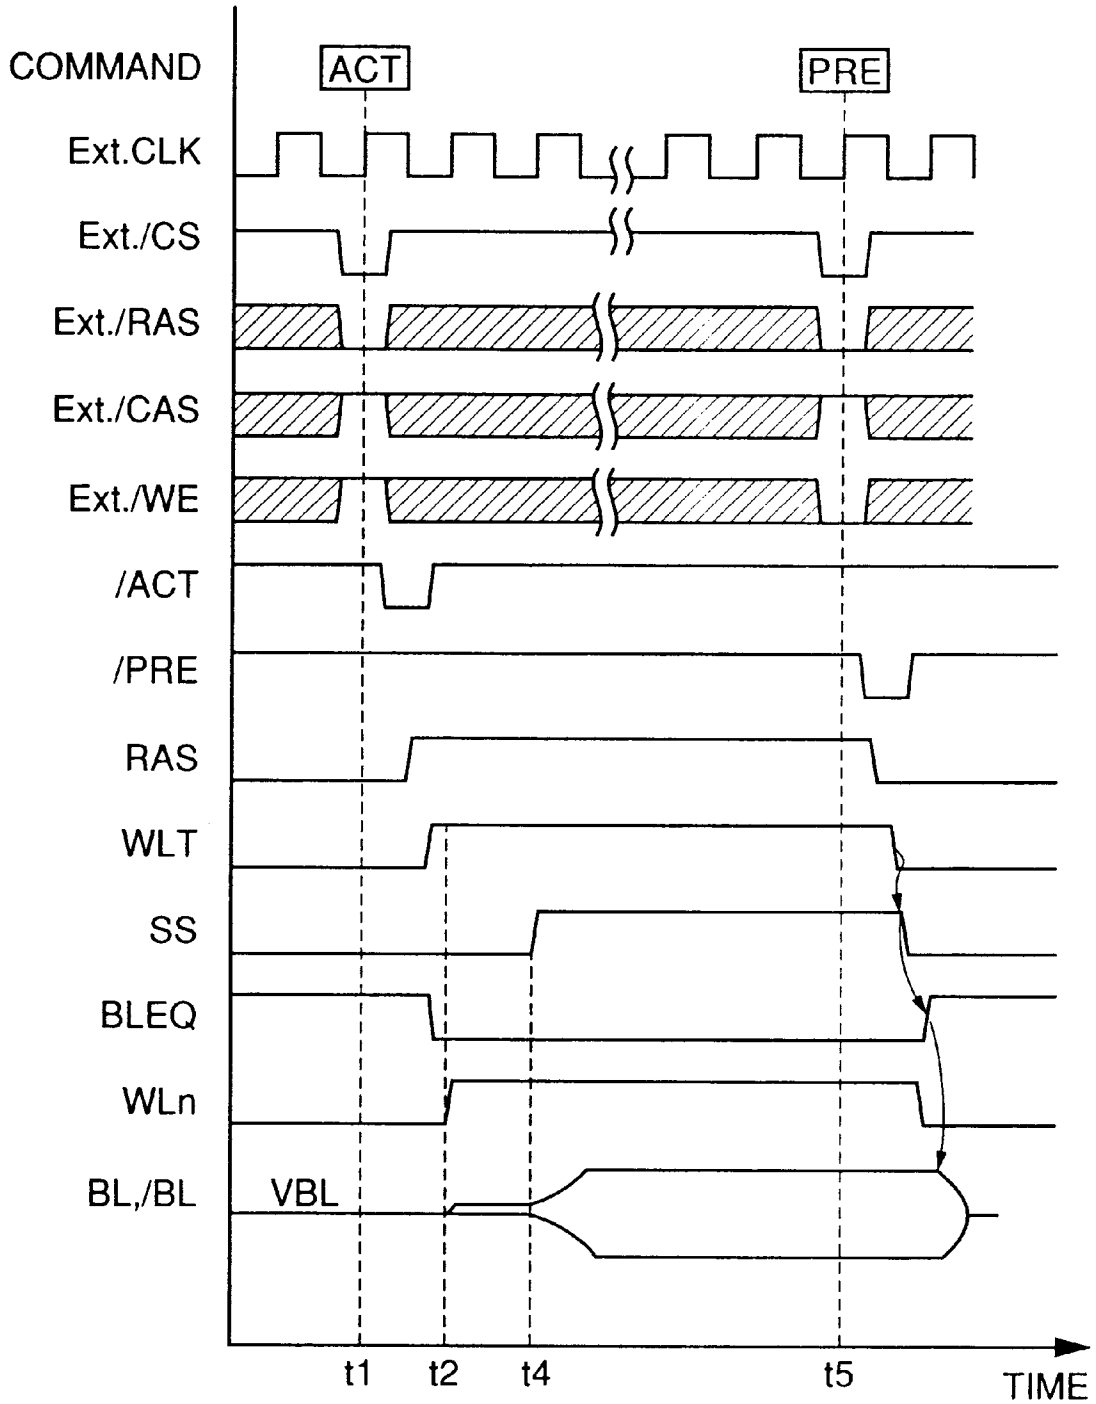 COMMAND ACT PRE
Ext.CLK
Ext./CS
Ext./RAS
Ext./CAS
Ext./WE
/ACT
/PRE
RAS
WLT
SS
BLEQ
WLn
BL,/BL VBL
t1 t2 t4 t5
TIME